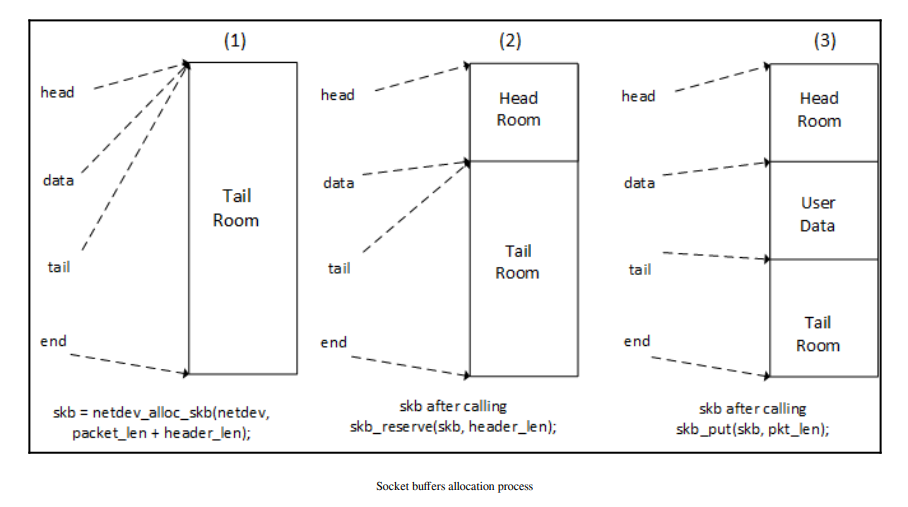 (1)
head
data
tail
end
Tail
Room
skb = netdev_alloc_skb(netdev,
packet_len + header_len);
(2)
head
data
tail
end
Head
Room
Tail
Room
skb after calling
skb_reserve(skb, header_len);
(3)
head
data
tail
end
Head
Room
User
Data
Tail
Room
skb after calling
skb_put(skb, pkt_len);
Socket buffers allocation process